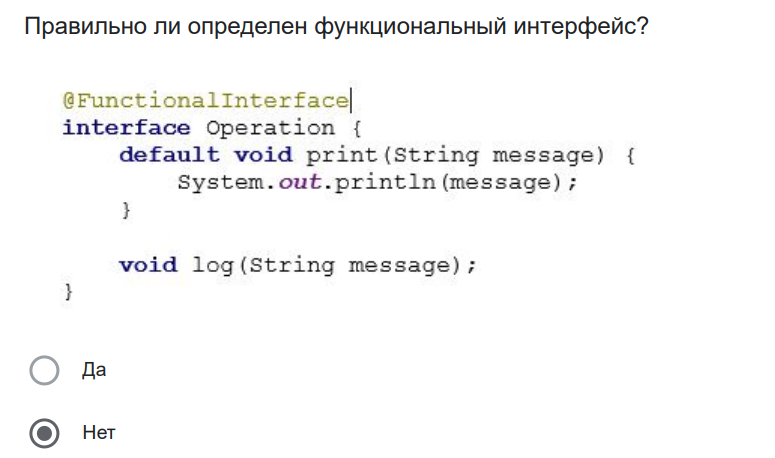 Правильно ли определен функциональный интерфейс?
@FunctionalInterface
interface Operation {
default void print(String message) {
System.out.println(message);
}
void log(String message);
}
Да
Нет